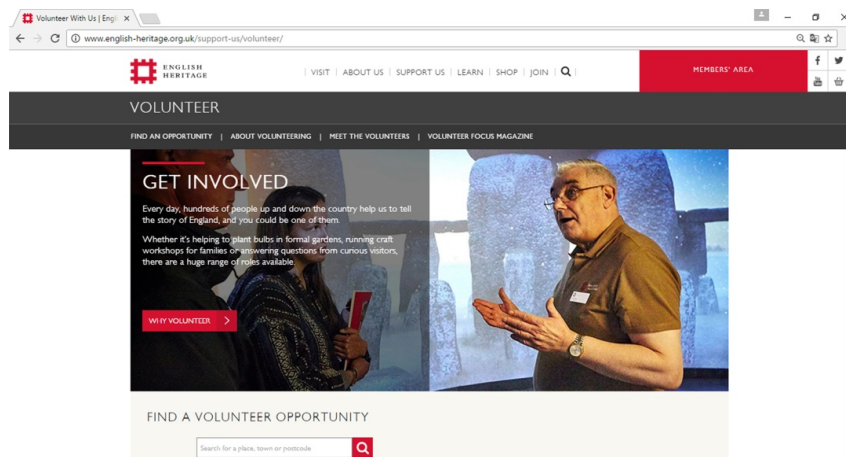 Volunteer With Us | Engli
www.english-heritage.org.uk/support-us/volunteer/
ENGLISH
HERITAGE
VISIT | ABOUT US | SUPPORT US | LEARN | SHOP | JOIN
MEMBERS' AREA
VOLUNTEER
FIND AN OPPORTUNITY | ABOUT VOLUNTEERING | MEET THE VOLUNTEERS | VOLUNTEER FOCUS MAGAZINE
GET INVOLVED
Every day, hundreds of people up and down the country help us to tell
the story of England, and you could be one of them.
Whether it's helping to plant bulbs in formal gardens, running craft
workshops for families or answering questions from curious visitors,
there are a huge range of roles available.
WHY VOLUNTEER
FIND A VOLUNTEER OPPORTUNITY
Search for a place, town or postcode